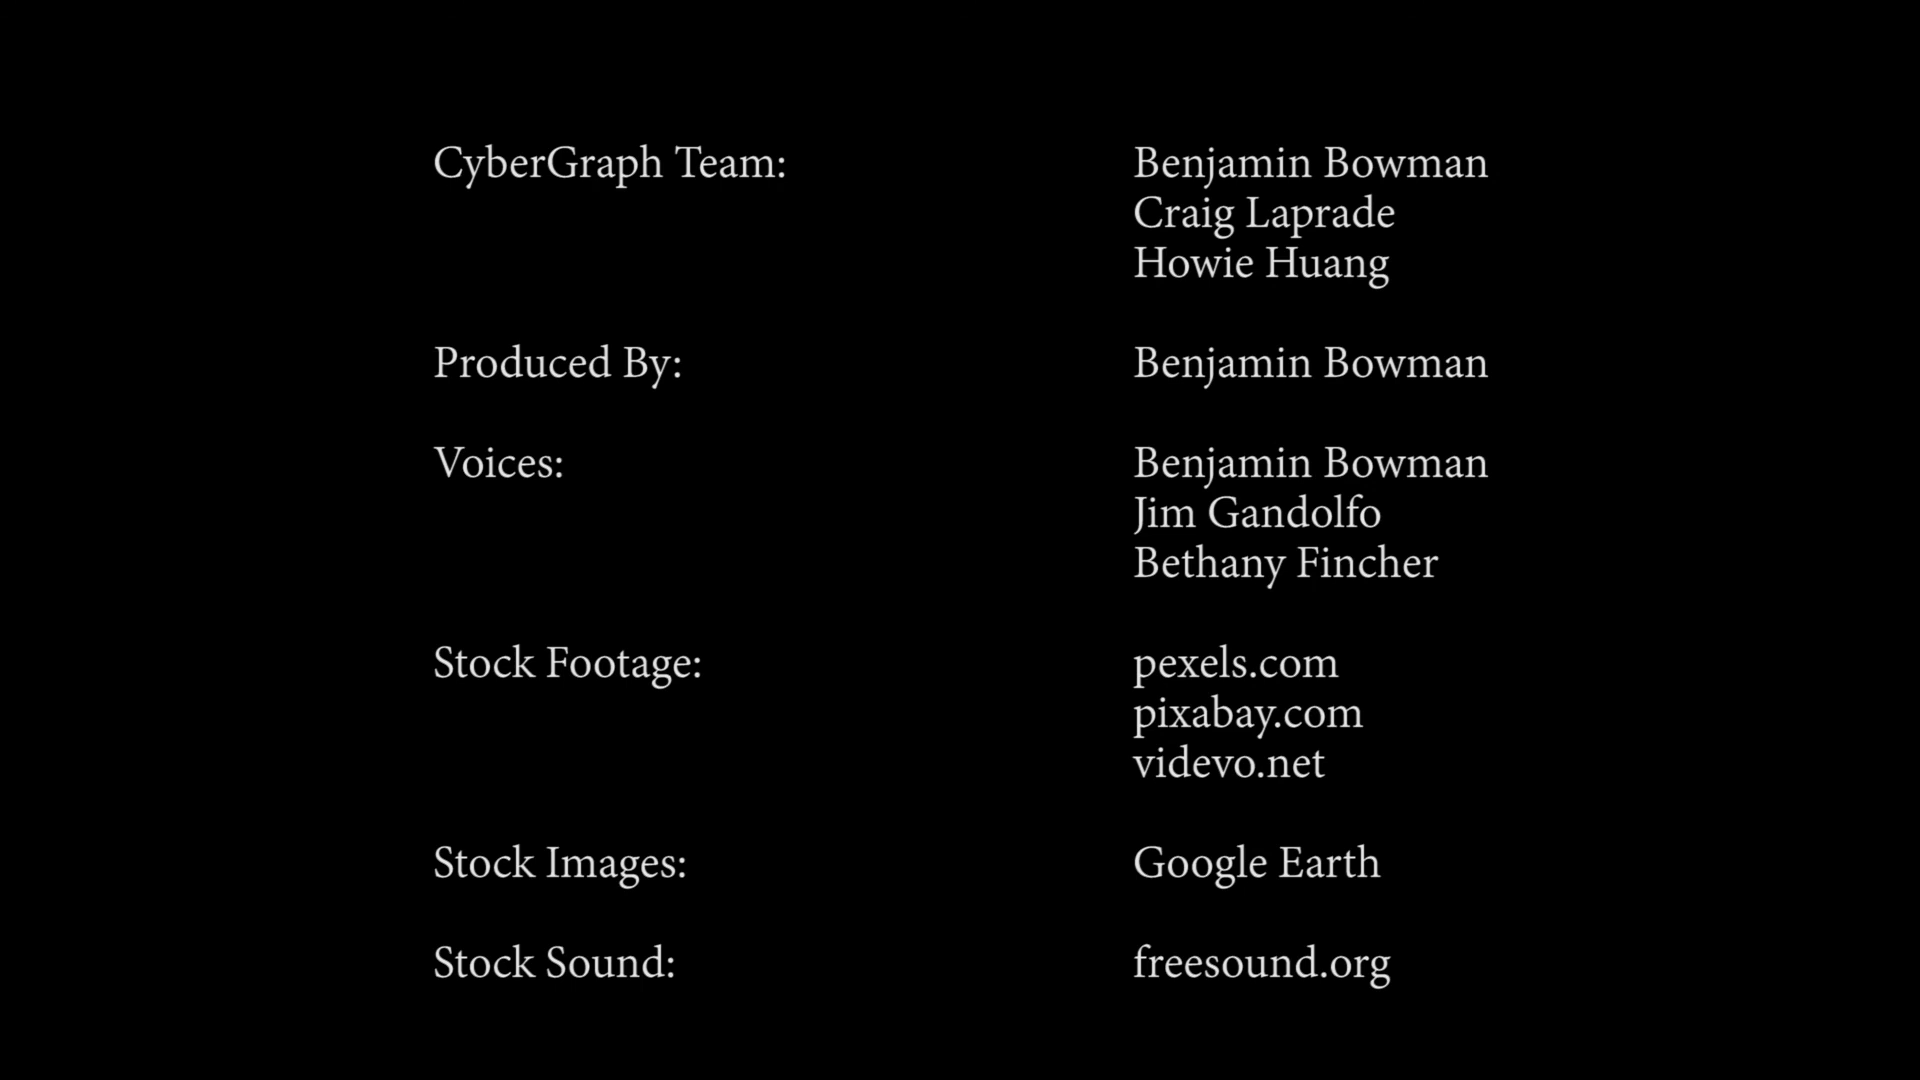 CyberGraph Team: Benjamin Bowman
Craig Laprade
Howie Huang
Produced By: Benjamin Bowman
Voices: Benjamin Bowman
Jim Gandolfo
Bethany Fincher
Stock Footage: pexels.com
pixabay.com
videvo.net
Stock Images: Google Earth
Stock Sound: freesound.org